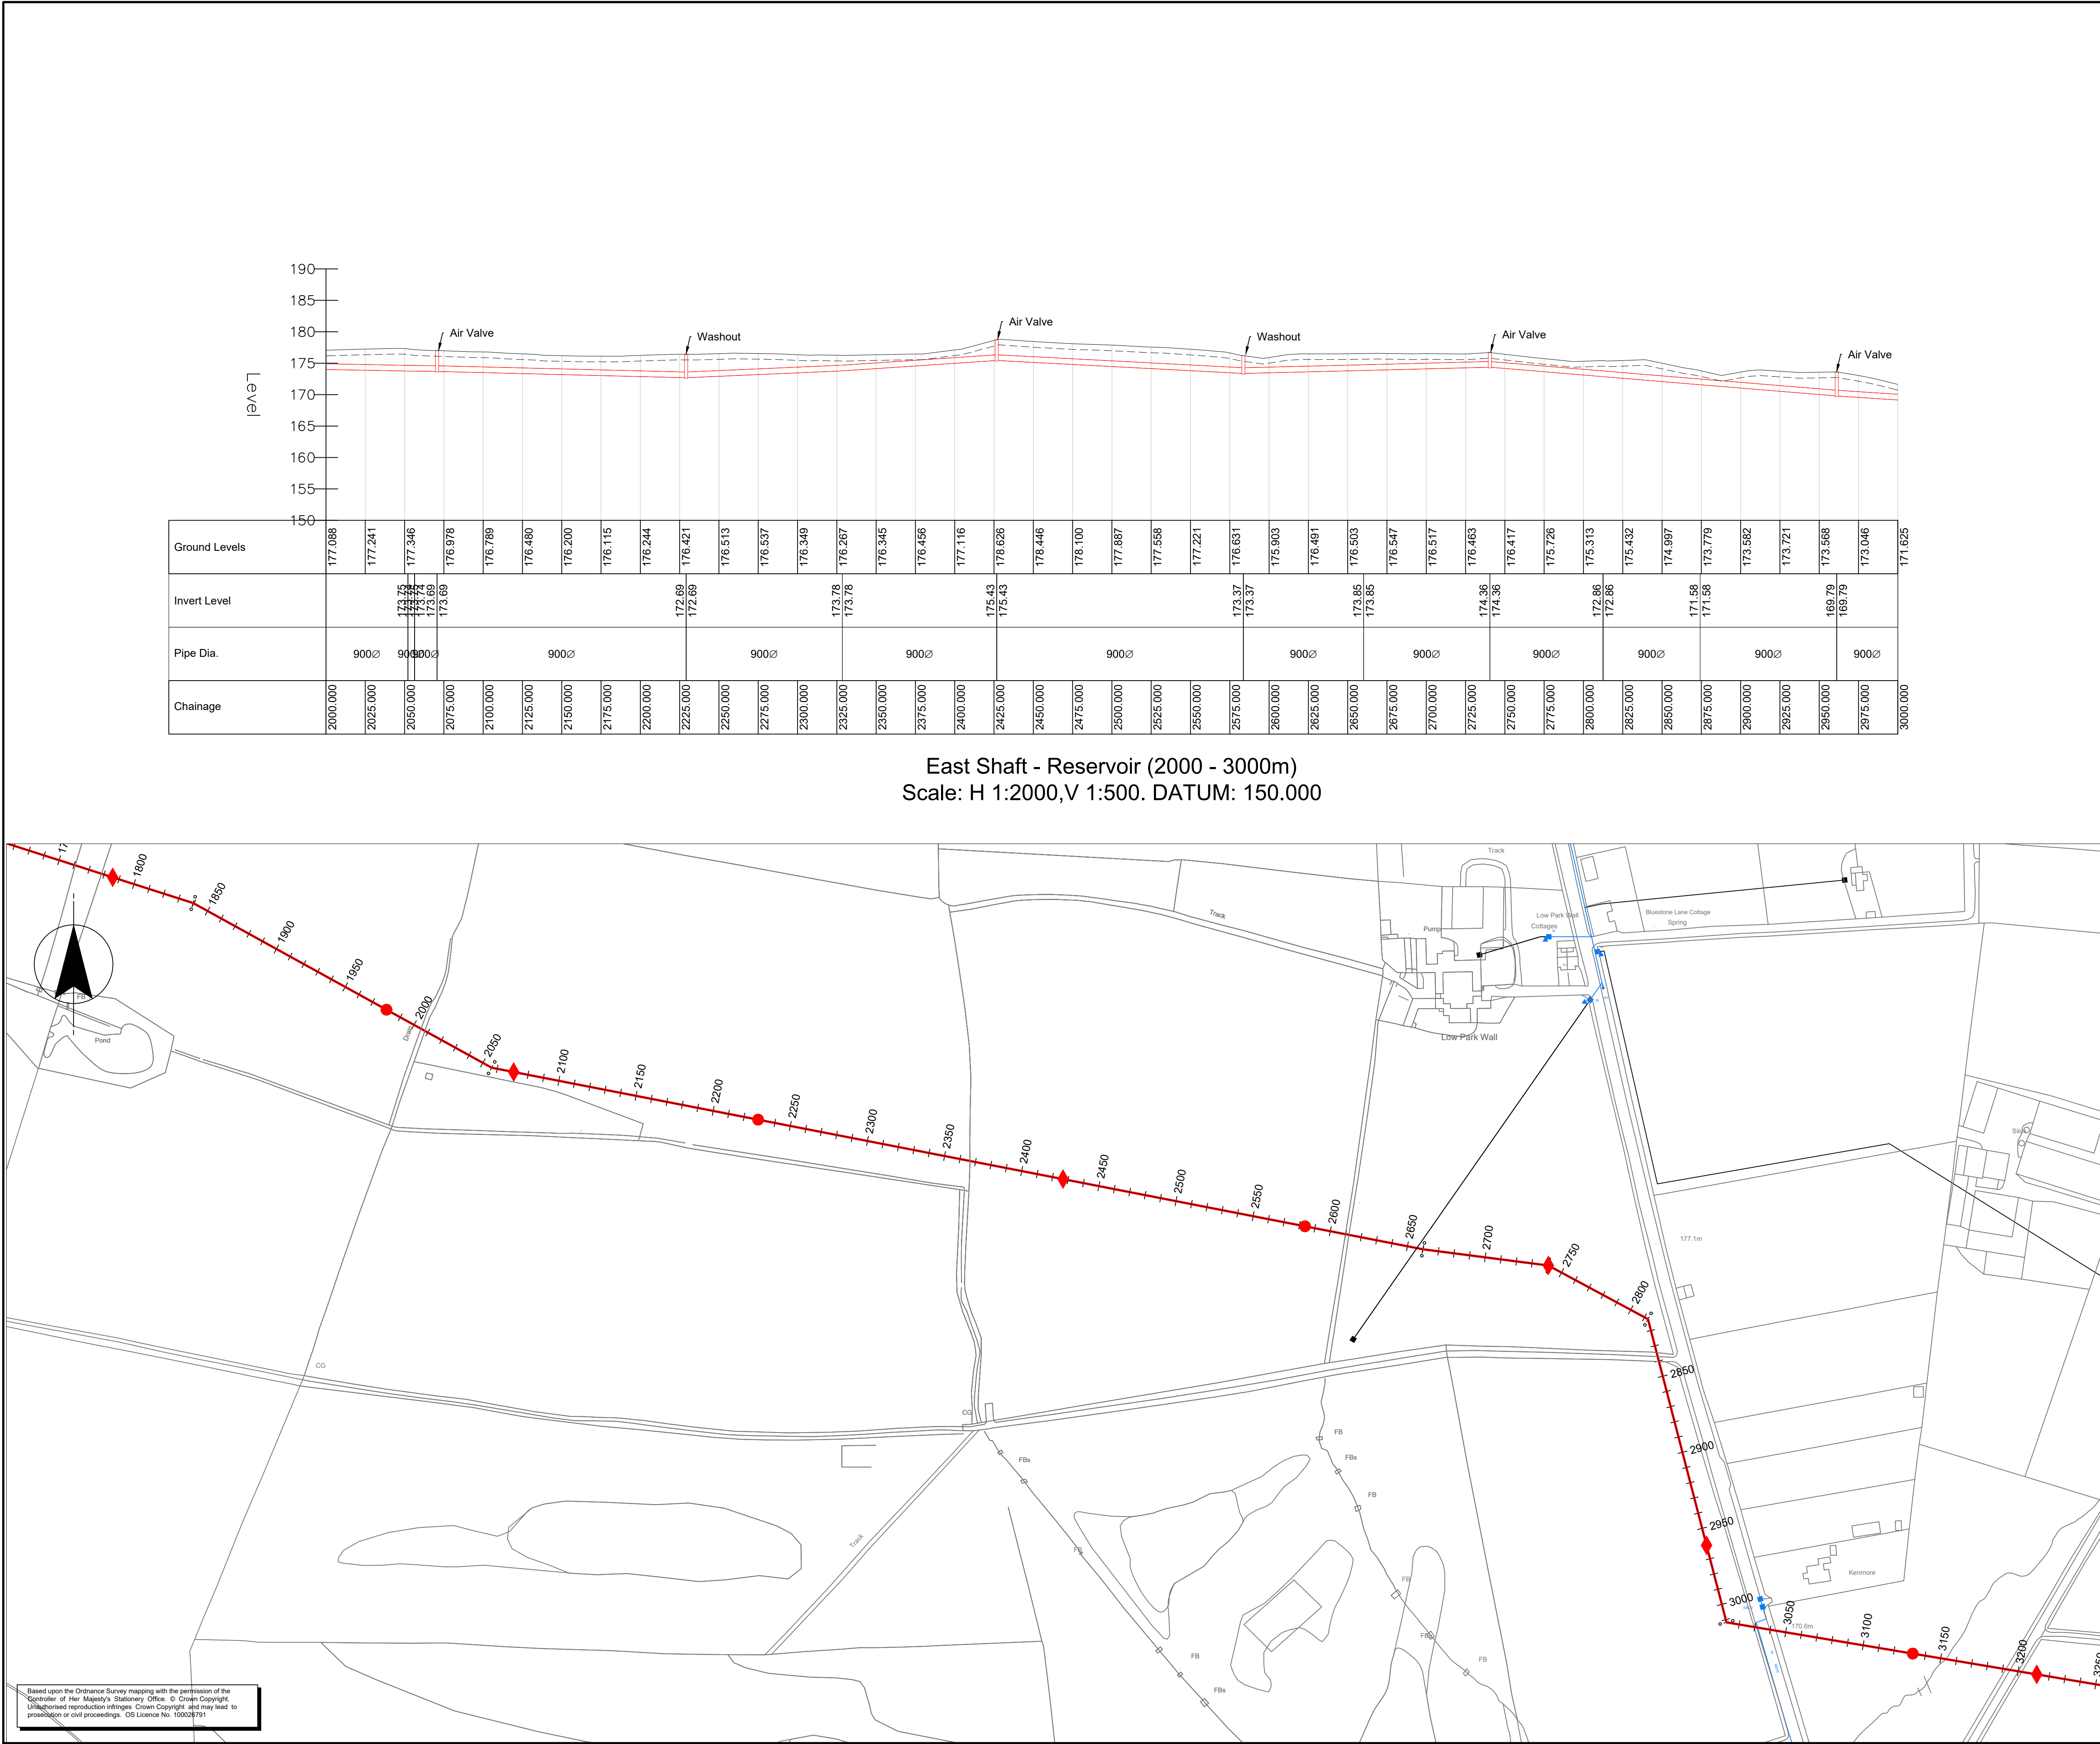 190
185
180
175
170
165
160
155
150
Level
Air Valve
Washout
Air Valve
Washout
Air Valve
Air Valve
Ground Levels
177.088 177.241 177.346 176.978 176.789 176.480 176.200 176.115 176.244 176.421 176.513 176.537 176.349 176.267 176.345 176.456 177.116 178.626 178.446 178.100 177.887 177.558 177.221 176.631 175.903 176.491 176.503 176.547 176.517 176.463 176.417 175.726 175.313 175.432 174.997 173.779 173.582 173.721 173.568 173.046 171.625
Invert Level
173.75 173.74 173.69 173.69 172.69 172.69 173.78 173.78 175.43 175.43 173.37 173.37 173.85 173.85 174.36 174.36 172.86 172.86 171.58 171.58 169.79 169.79
Pipe Dia.
900∅ 900∅ 900∅ 900∅ 900∅ 900∅ 900∅ 900∅ 900∅ 900∅ 900∅ 900∅ 900∅
Chainage
2000.000 2025.000 2050.000 2075.000 2100.000 2125.000 2150.000 2175.000 2200.000 2225.000 2250.000 2275.000 2300.000 2325.000 2350.000 2375.000 2400.000 2425.000 2450.000 2475.000 2500.000 2525.000 2550.000 2575.000 2600.000 2625.000 2650.000 2675.000 2700.000 2725.000 2750.000 2775.000 2800.000 2825.000 2850.000 2875.000 2900.000 2925.000 2950.000 2975.000 3000.000
East Shaft - Reservoir (2000 - 3000m)
Scale: H 1:2000,V 1:500. DATUM: 150.000
1800
1850
1900
1950
2000
2050
2100
2150
2200
2250
2300
2350
2400
2450
2500
2550
2600
2650
2700
2750
2800
2850
2900
2950
3000
3050
3100
3150
3200
3250
Track
Track
Pump
Low Park Wall
Cottages
Bluestone Lane Cottage
Spring
Low Park Wall
FB
Pond
Drain
Silos
177.1m
CG
CG
FBs
FB
FBs
FB
FB
FB
FBs
FB
FB
FBs
Track
Kenmore
170.6m
Based upon the Ordnance Survey mapping with the permission of the
Controller of Her Majesty's Stationery Office. © Crown Copyright.
Unauthorised reproduction infringes Crown Copyright and may lead to
prosecution or civil proceedings. OS Licence No. 100026791